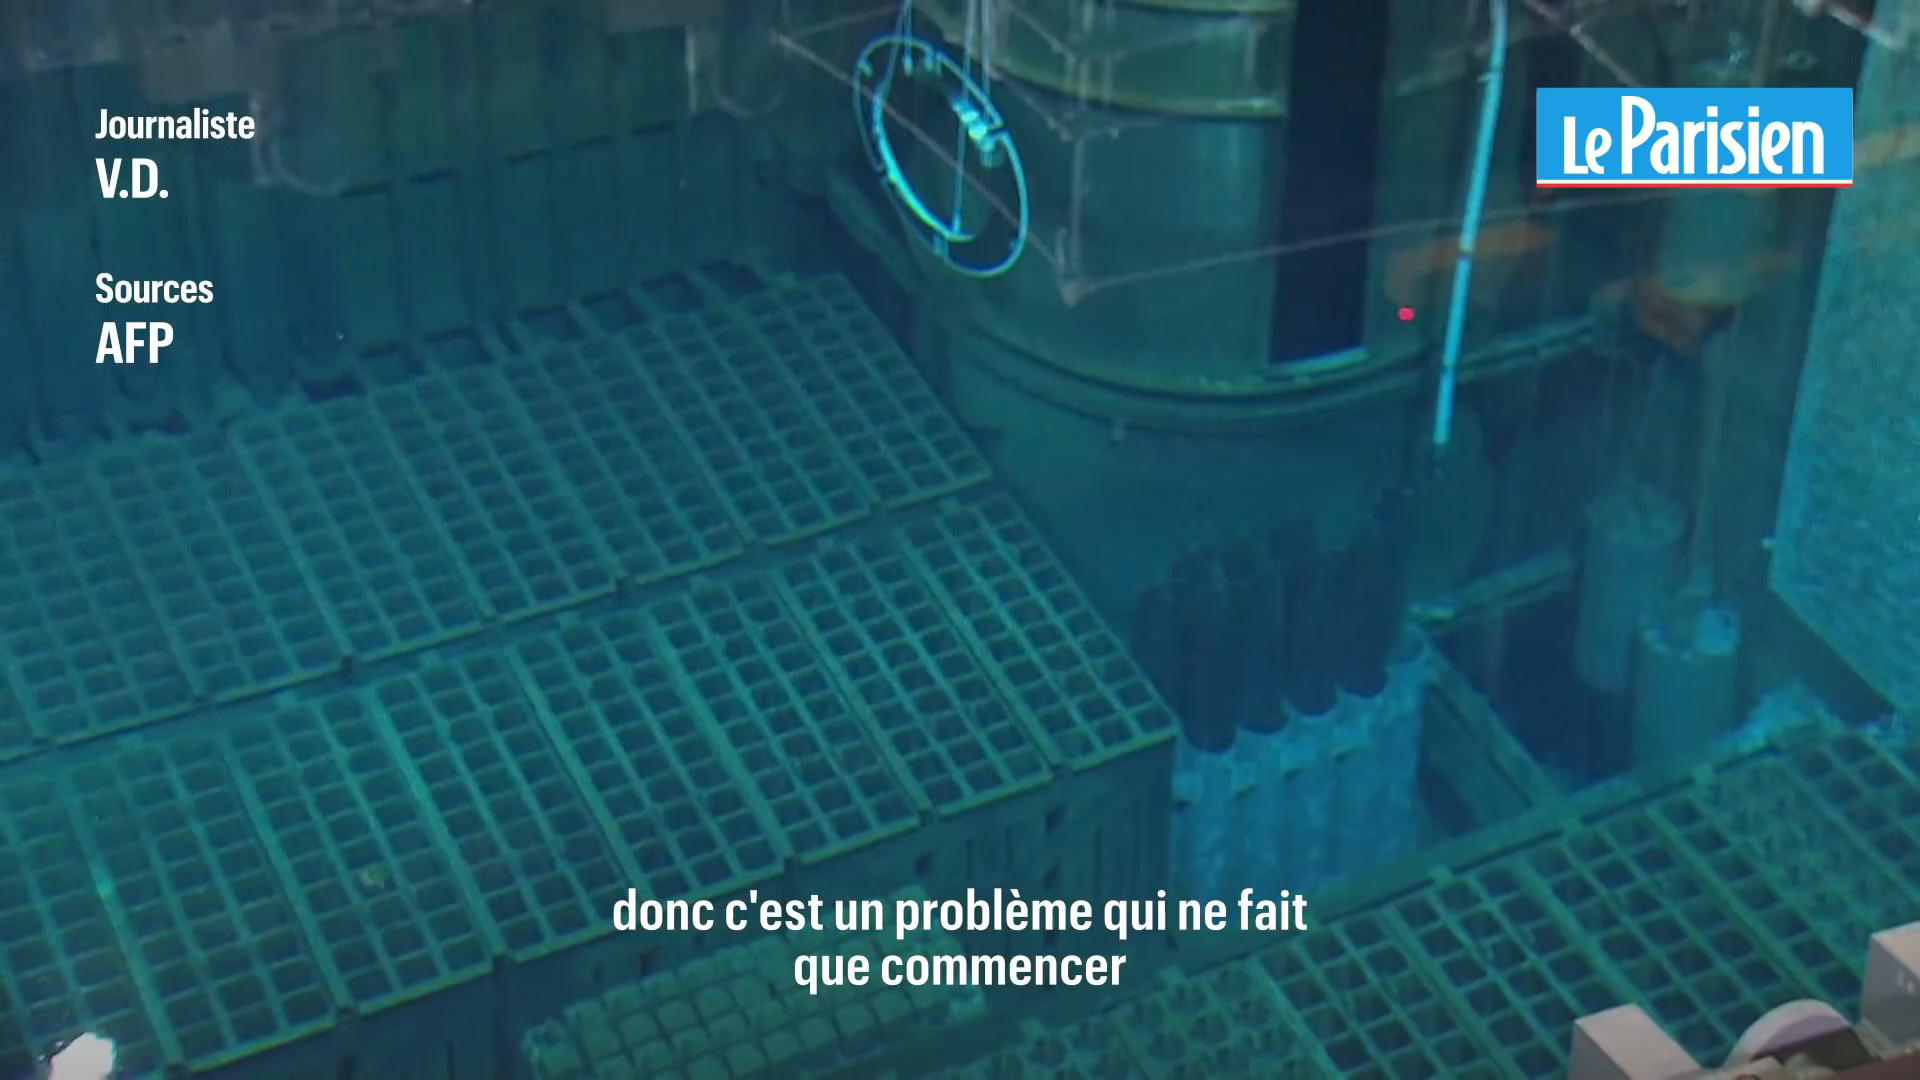 Journaliste
V.D.
Sources
AFP
Le Parisien
donc c'est un problème qui ne fait
que commencer